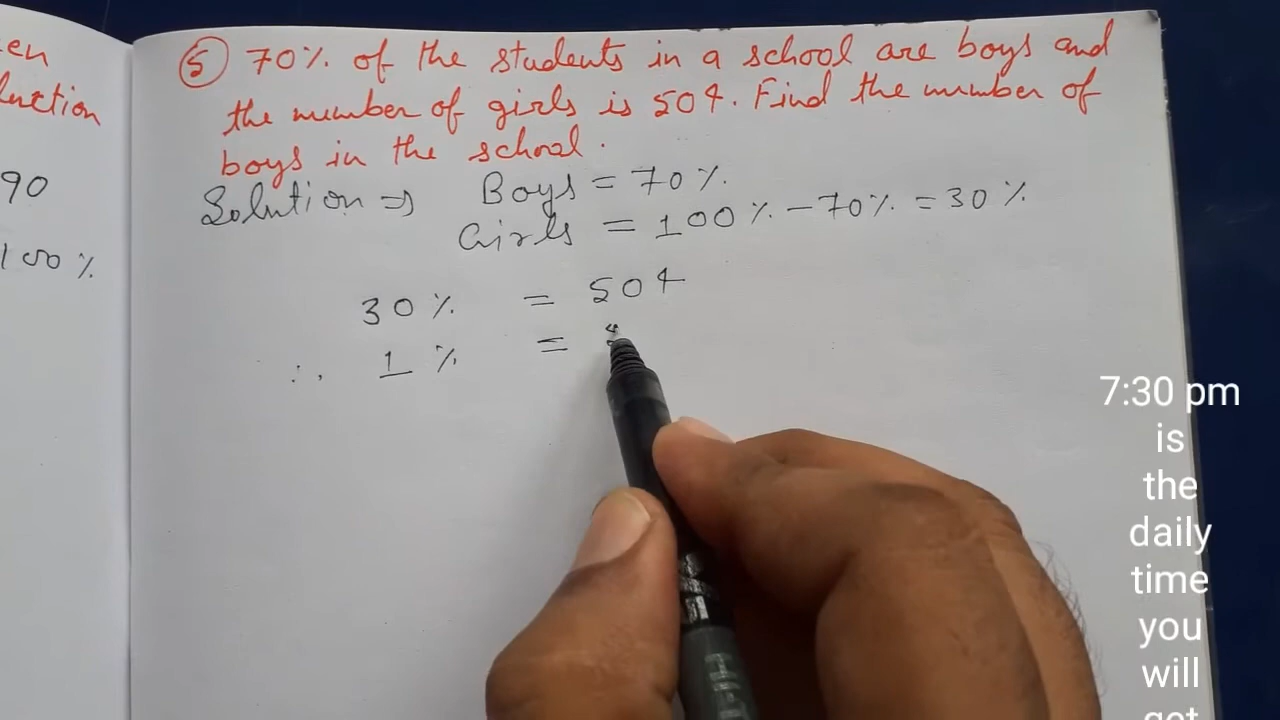 en
luction
90
100%
5 70% of the students in a school are boys and
the number of girls is 504. Find the number of
boys in the school.
Solution ⇒ Boys = 70%.
Girls = 100% - 70% = 30%
30% = 504
∴ 1% =
7:30 pm
is
the
daily
time
you
will
get